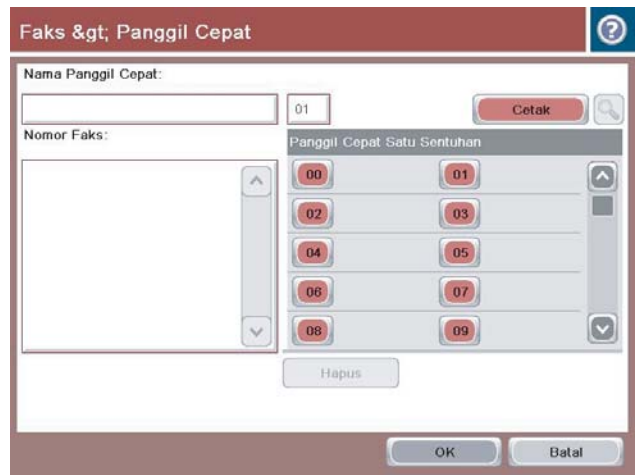 Faks &gt; Panggil Cepat
Nama Panggil Cepat:
01
Cetak
Nomor Faks:
Panggil Cepat Satu Sentuhan
00 01
02 03
04 05
06 07
08 09
Hapus
OK Batal